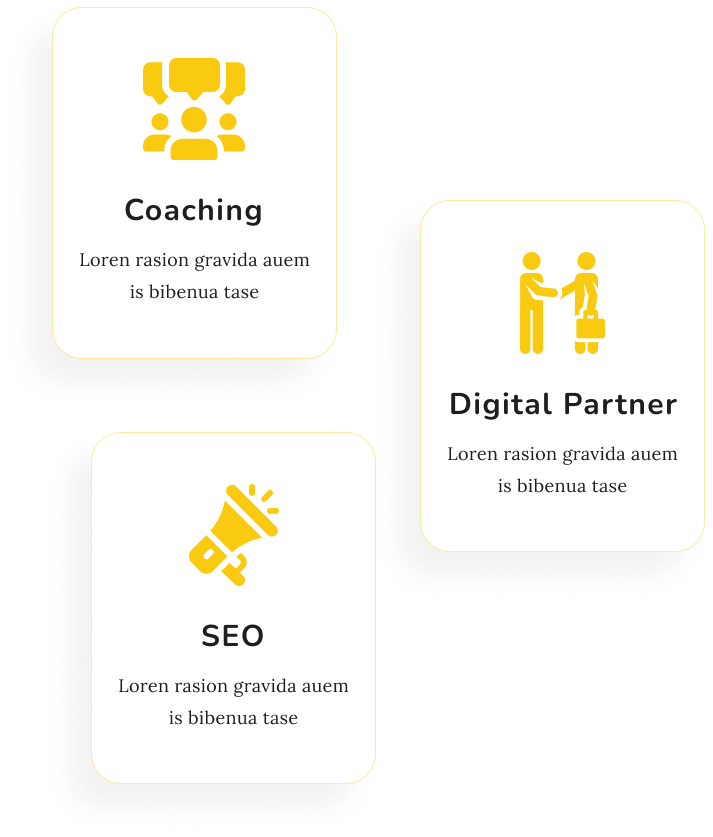 Coaching
Loren rasion gravida auem
is bibenua tase
Digital Partner
Loren rasion gravida auem
is bibenua tase
SEO
Loren rasion gravida auem
is bibenua tase